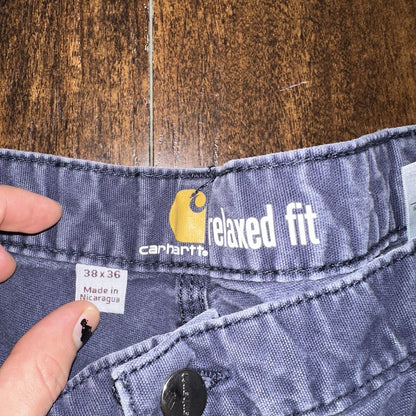 carhartt®
relaxed fit
38 x 36
Made in
Nicaragua